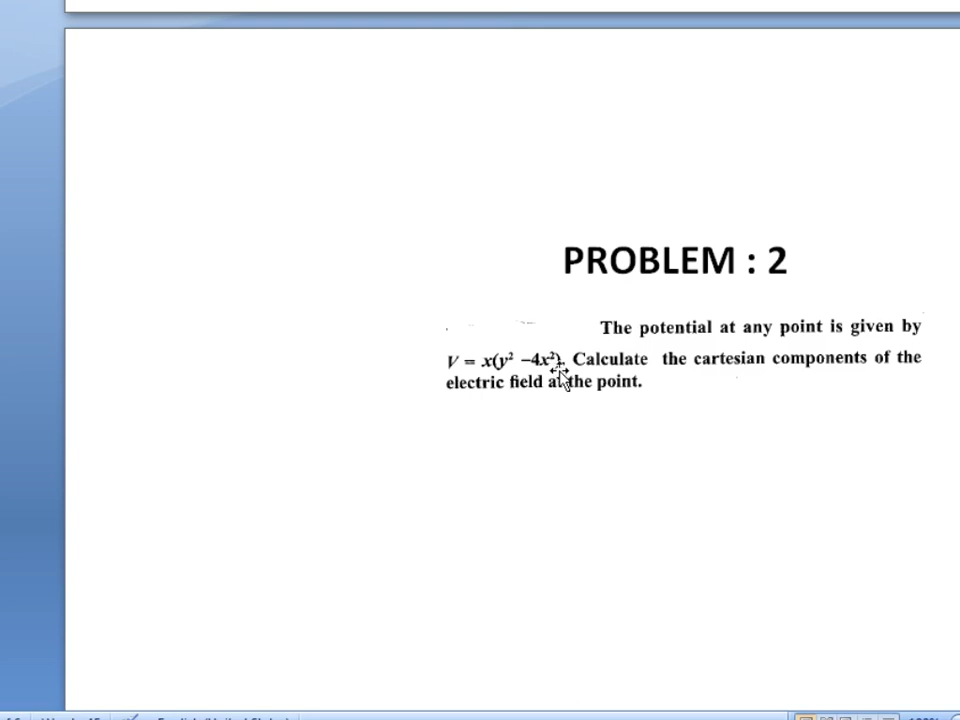 PROBLEM : 2
The potential at any point is given by
V = x(y² −4x²). Calculate the cartesian components of the
electric field at the point.